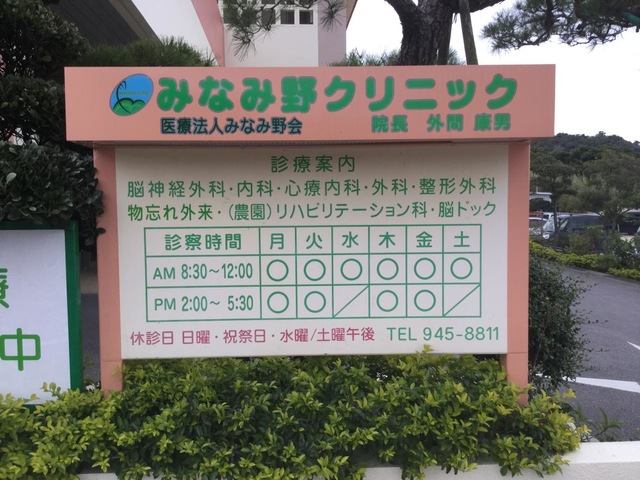 みなみ野クリニック
医療法人みなみ野会 院長 外間 康男
診療案内
脳神経外科・内科・心療内科・外科・整形外科
物忘れ外来・(農園)リハビリテーション科・脳ドック
診察時間 月 火 水 木 金 土
AM 8:30～12:00 ○ ○ ○ ○ ○ ○
PM 2:00～ 5:30 ○ ○ ／ ○ ○ ／
休診日 日曜・祝祭日・水曜/土曜午後 TEL 945-8811
療
中